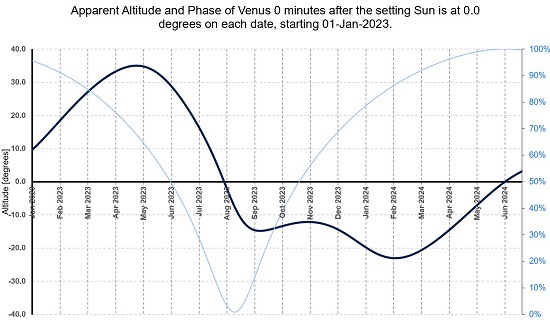 Apparent Altitude and Phase of Venus 0 minutes after the setting Sun is at 0.0
degrees on each date, starting 01-Jan-2023.
40.0
30.0
20.0
10.0
0.0
-10.0
-20.0
-30.0
-40.0
Altitude [degrees]
Feb 2023
Mar 2023
Apr 2023
May 2023
Jun 2023
Jul 2023
Aug 2023
Sep 2023
Oct 2023
Nov 2023
Dec 2023
Jan 2024
Feb 2024
Mar 2024
Apr 2024
May 2024
Jun 2024
100%
90%
80%
70%
60%
50%
40%
30%
20%
10%
0%